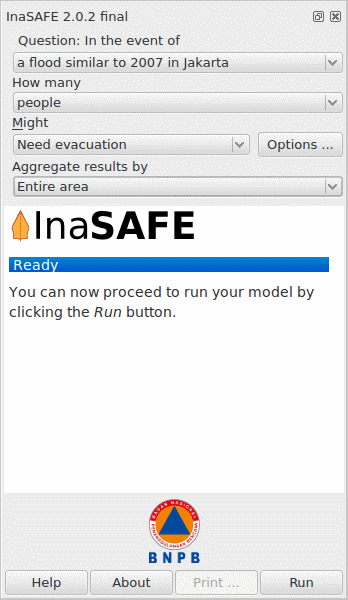 InaSAFE 2.0.2 final
Question: In the event of
a flood similar to 2007 in Jakarta
How many
people
Might
Need evacuation
Options ...
Aggregate results by
Entire area
InaSAFE
Ready
You can now proceed to run your model by
clicking the Run button.
BADAN NASIONAL
PENANGGULANGAN BENCANA
BNPB
Help
About
Print ...
Run